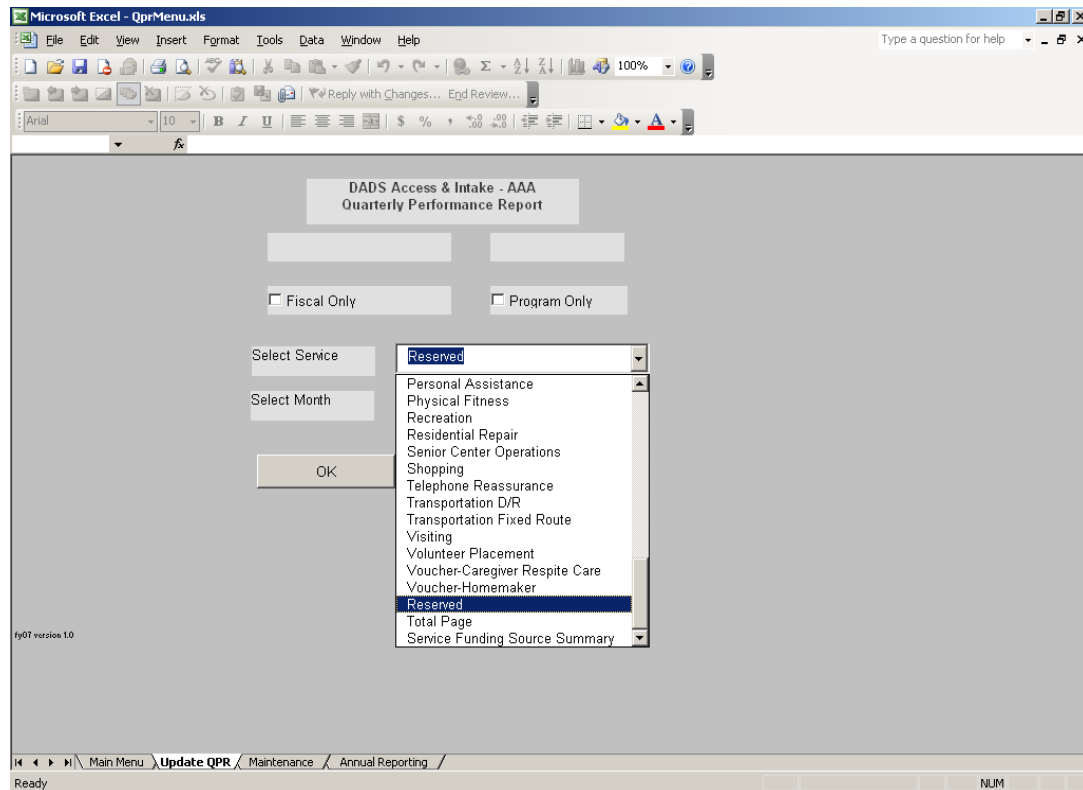 Microsoft Excel - QprMenu.xls
File Edit View Insert Format Tools Data Window Help Type a question for help
100%
Reply with Changes... End Review...
Arial 10 B I U $ % , .00 .00 A
fx
DADS Access & Intake - AAA
Quarterly Performance Report
Fiscal Only Program Only
Select Service Reserved
Select Month
OK
Personal Assistance
Physical Fitness
Recreation
Residential Repair
Senior Center Operations
Shopping
Telephone Reassurance
Transportation D/R
Transportation Fixed Route
Visiting
Volunteer Placement
Voucher-Caregiver Respite Care
Voucher-Homemaker
Reserved
Total Page
Service Funding Source Summary
fy07 version 1.0
Main Menu Update QPR Maintenance Annual Reporting
Ready NUM